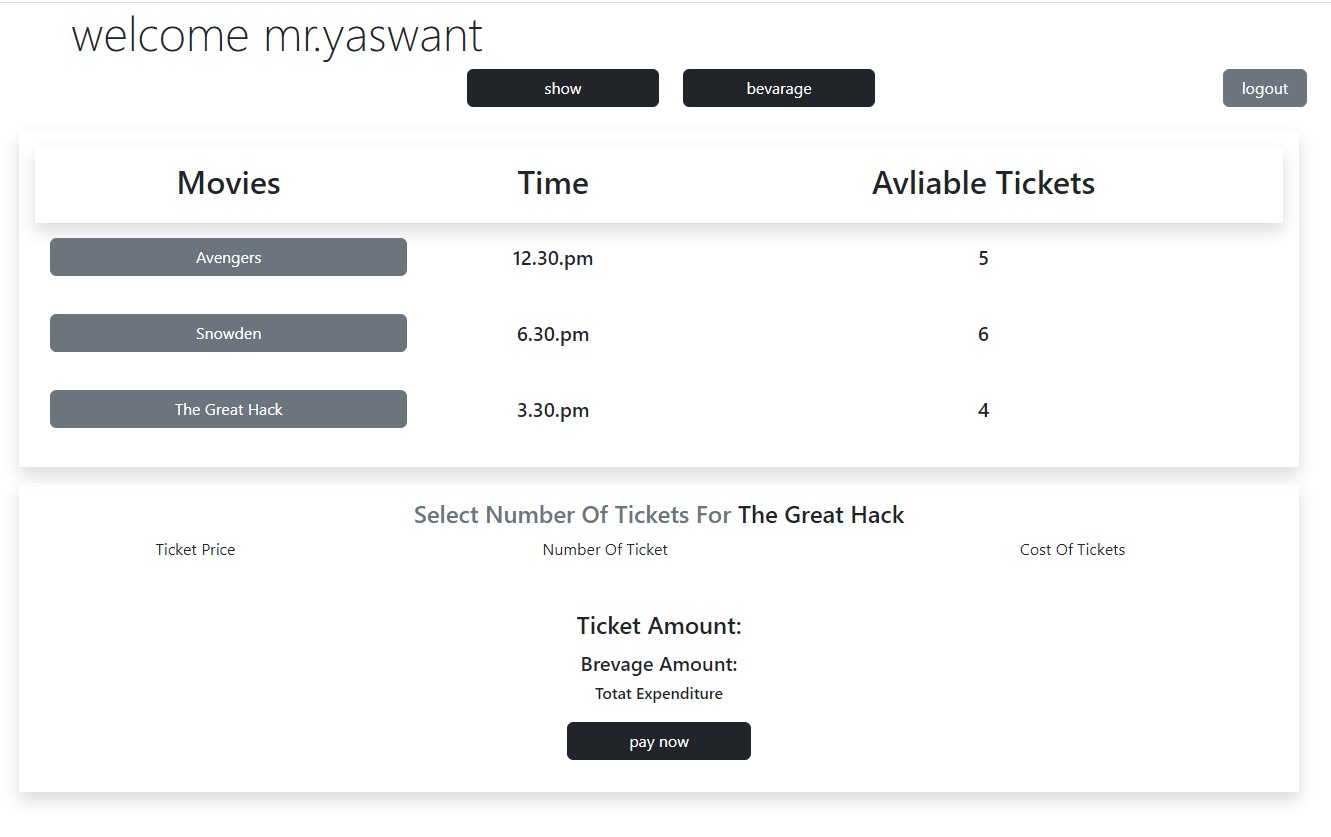 welcome mr.yaswant
show bevarage logout
Movies Time Avliable Tickets
Avengers 12.30.pm 5
Snowden 6.30.pm 6
The Great Hack 3.30.pm 4
Select Number Of Tickets For The Great Hack
Ticket Price Number Of Ticket Cost Of Tickets
Ticket Amount:
Brevage Amount:
Totat Expenditure
pay now